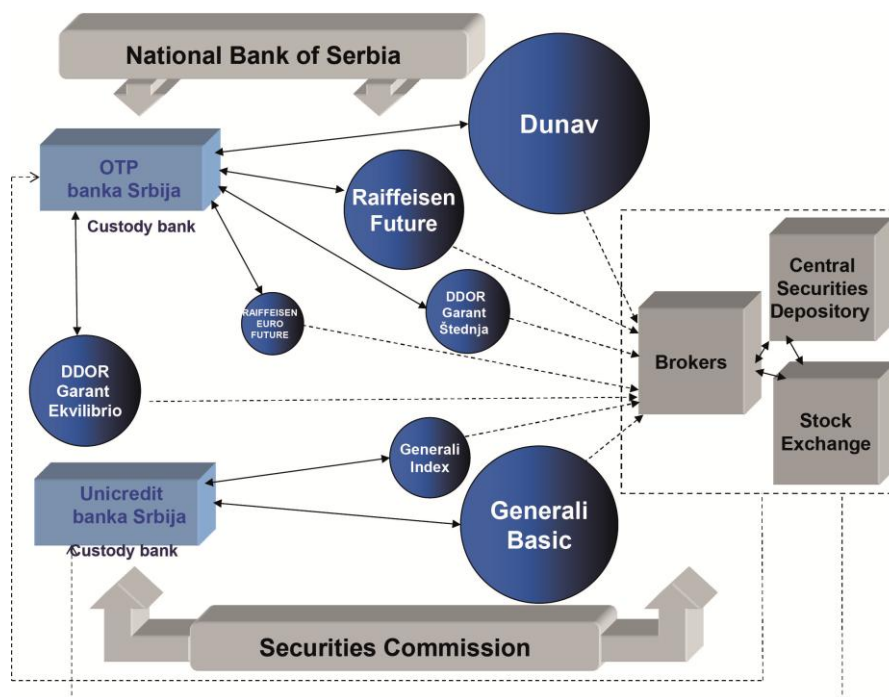 National Bank of Serbia
Dunav
OTP
banka Srbija
Custody bank
Raiffeisen
Future
Central
Securities
Depository
RAIFFEISEN
EURO
FUTURE
DDOR
Garant
Štednja
Brokers
DDOR
Garant
Ekvilibrio
Stock
Exchange
Generali
Index
Unicredit
banka Srbija
Custody bank
Generali
Basic
Securities Commission